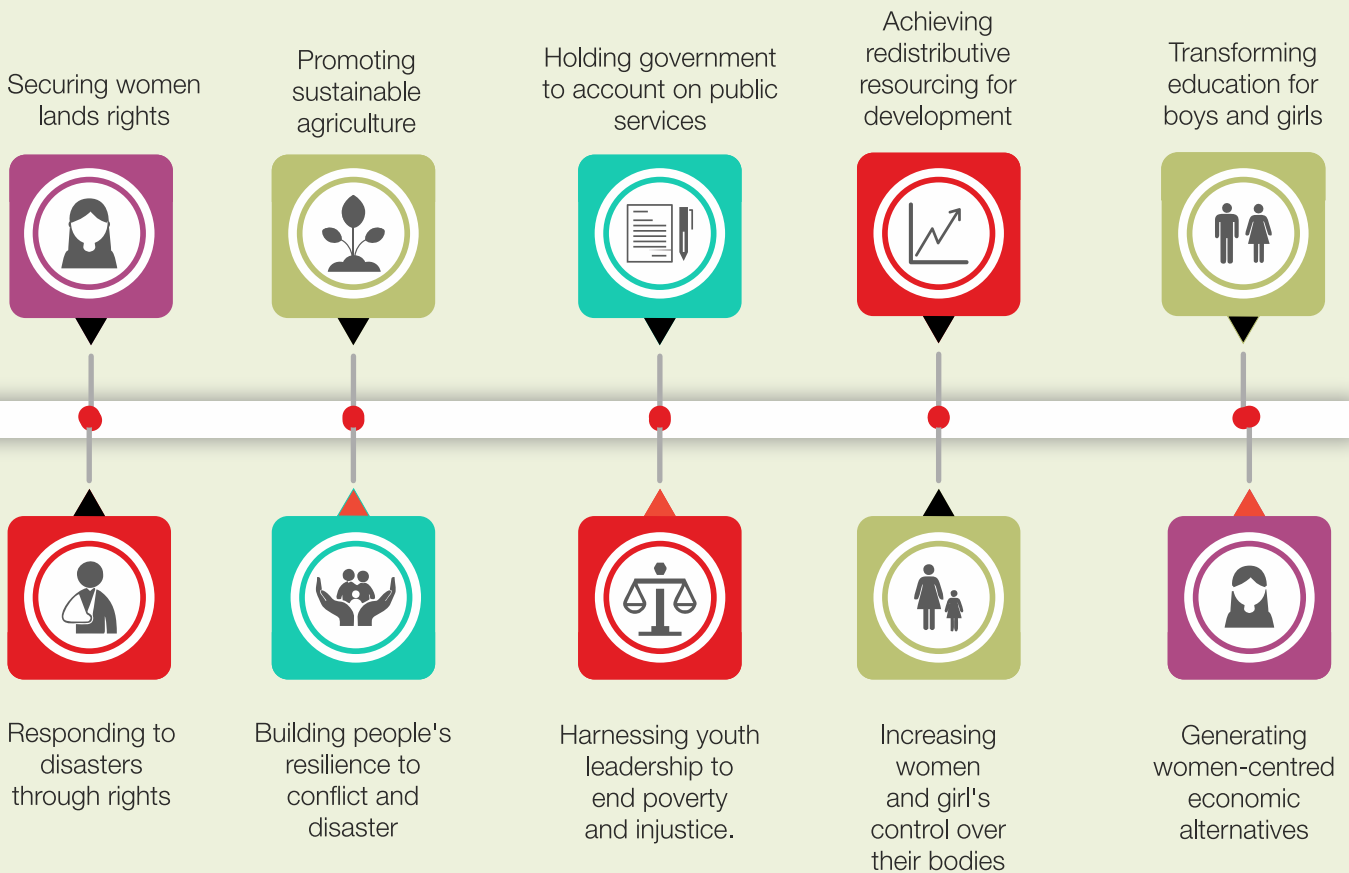 Securing women
lands rights
Promoting
sustainable
agriculture
Holding government
to account on public
services
Achieving
redistributive
resourcing for
development
Transforming
education for
boys and girls
Responding to
disasters
through rights
Building people's
resilience to
conflict and
disaster
Harnessing youth
leadership to
end poverty
and injustice.
Increasing
women
and girl's
control over
their bodies
Generating
women-centred
economic
alternatives